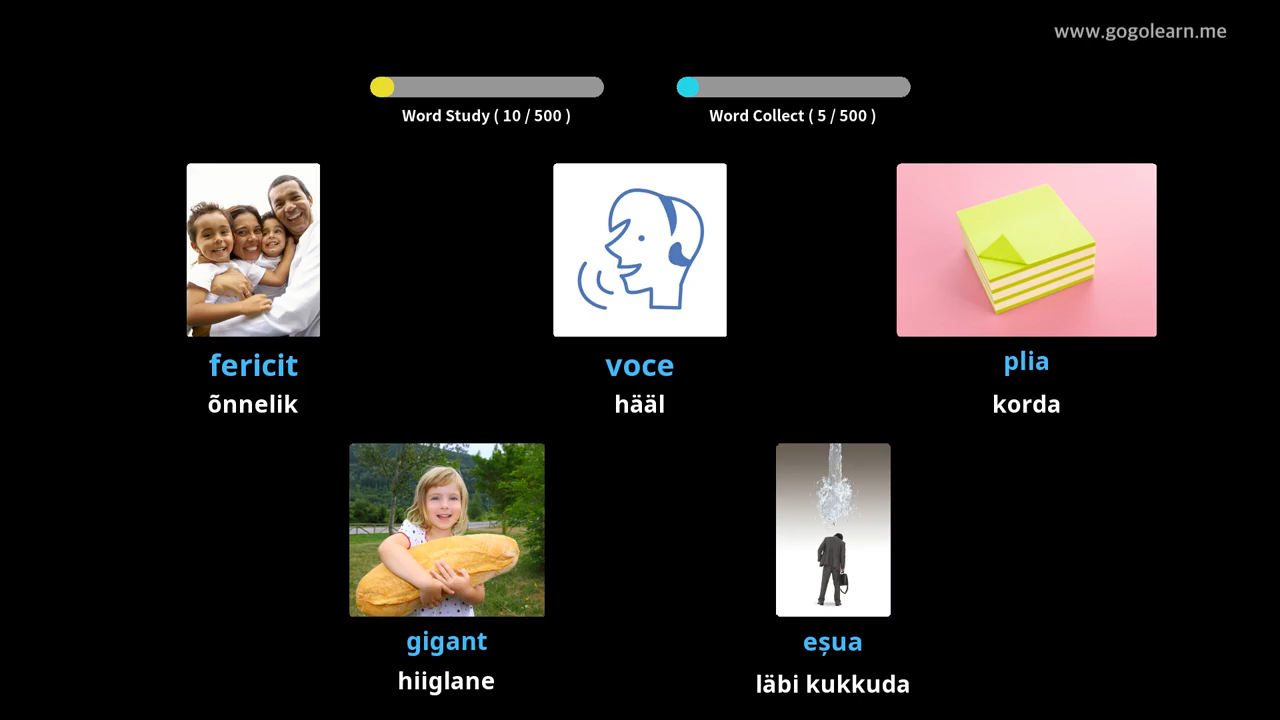 www.gogolearn.me
Word Study ( 10 / 500 )
Word Collect ( 5 / 500 )
fericit
õnnelik
voce
hääl
plia
korda
gigant
hiiglane
eșua
läbi kukkuda